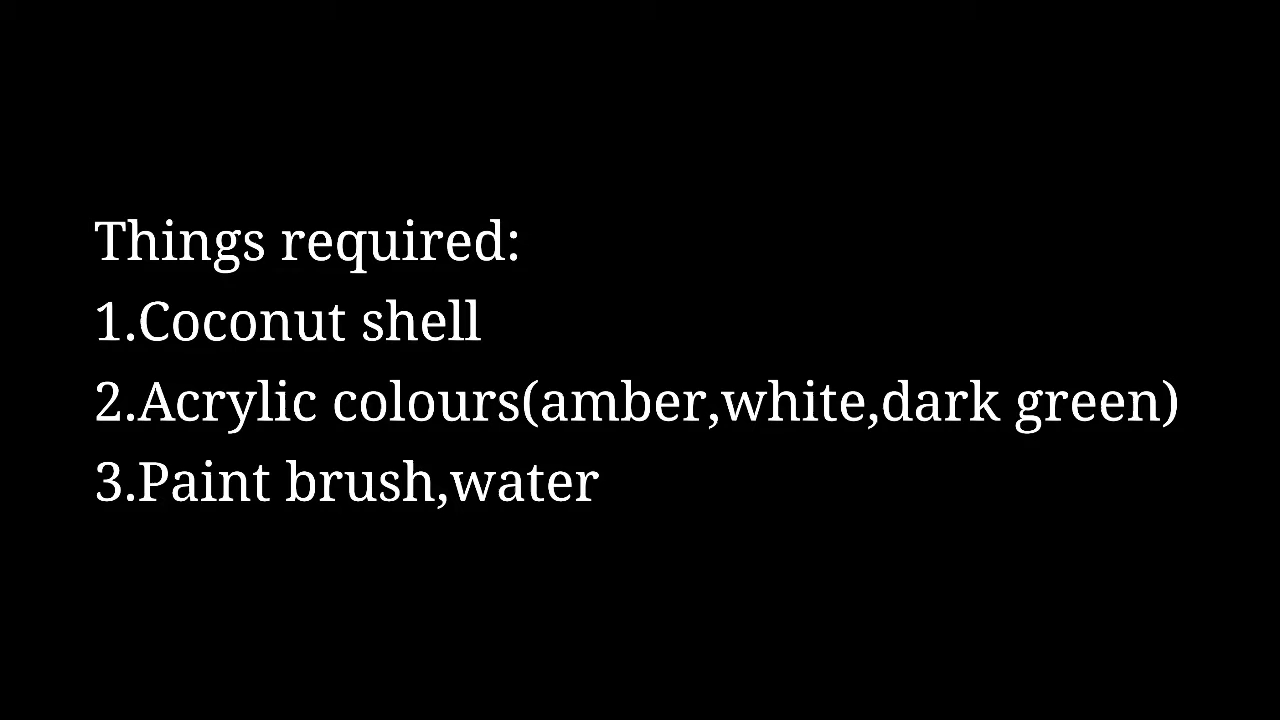 Things required:
1.Coconut shell
2.Acrylic colours(amber,white,dark green)
3.Paint brush,water